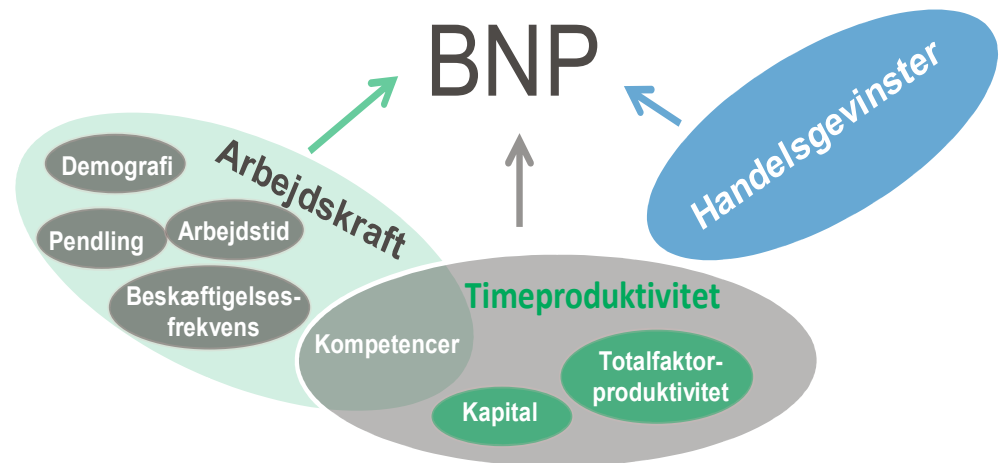 BNP
Handelsgevinster
Arbejdskraft
Demografi
Pendling
Arbejdstid
Beskæftigelses-
frekvens
Kompetencer
Timeproduktivitet
Totalfaktor-
produktivitet
Kapital